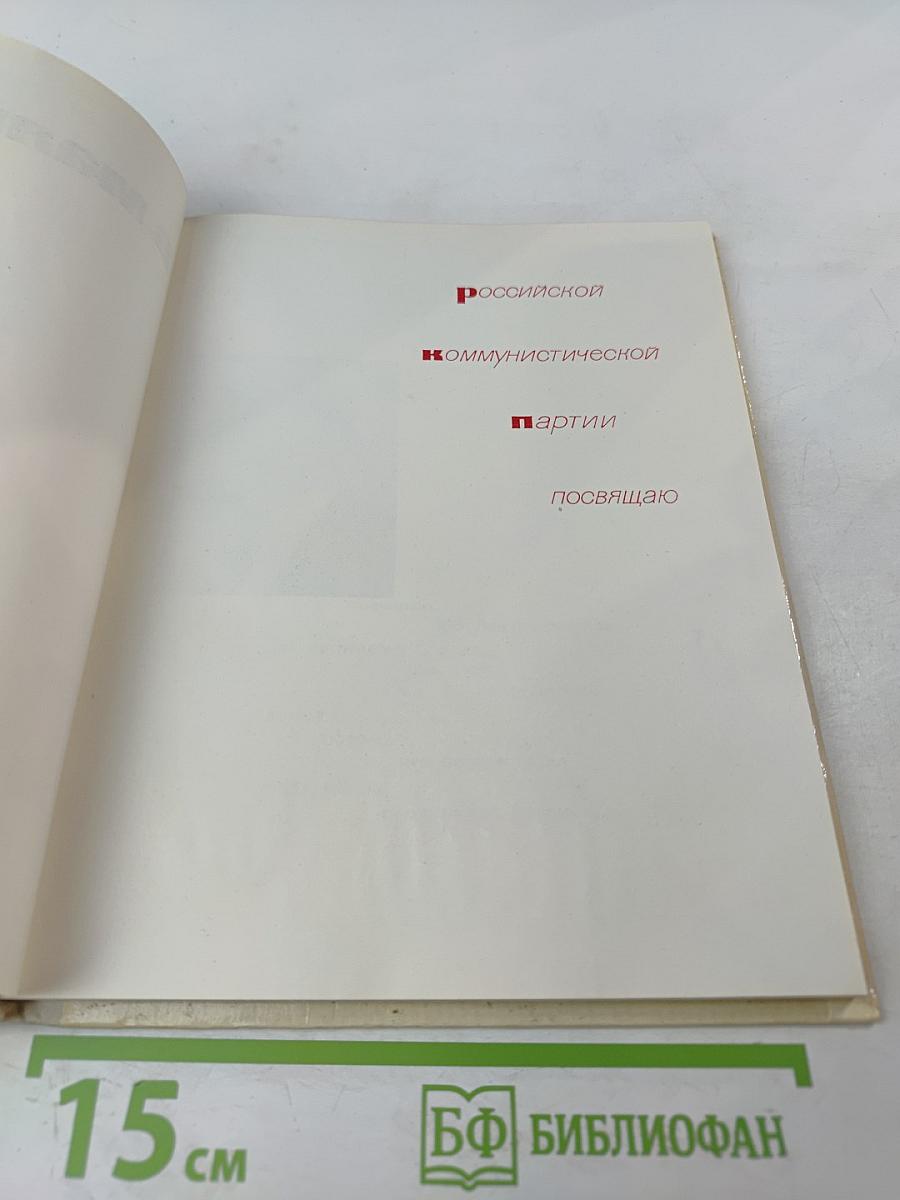 Российской
Коммунистической
Партии
посвящаю
15 см
БФ БИБЛИОФАН